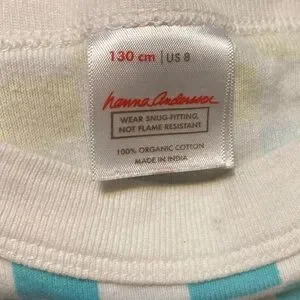 130 cm | US 8
hanna andersson
WEAR SNUG-FITTING,
NOT FLAME RESISTANT
100% ORGANIC COTTON
MADE IN INDIA